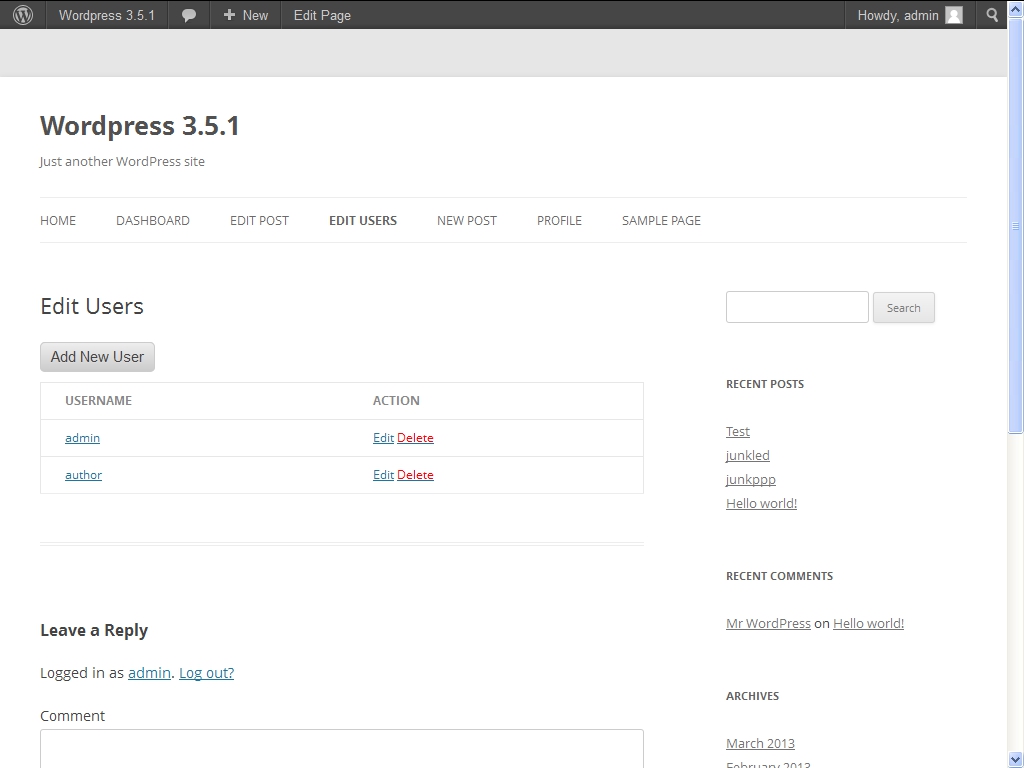 Wordpress 3.5.1
New
Edit Page
Howdy, admin
Wordpress 3.5.1
Just another WordPress site
HOME
DASHBOARD
EDIT POST
EDIT USERS
NEW POST
PROFILE
SAMPLE PAGE
Edit Users
Add New User
USERNAME ACTION
admin Edit Delete
author Edit Delete
Leave a Reply
Logged in as admin. Log out?
Comment
Search
RECENT POSTS
Test
junkled
junkppp
Hello world!
RECENT COMMENTS
Mr WordPress on Hello world!
ARCHIVES
March 2013
February 2013